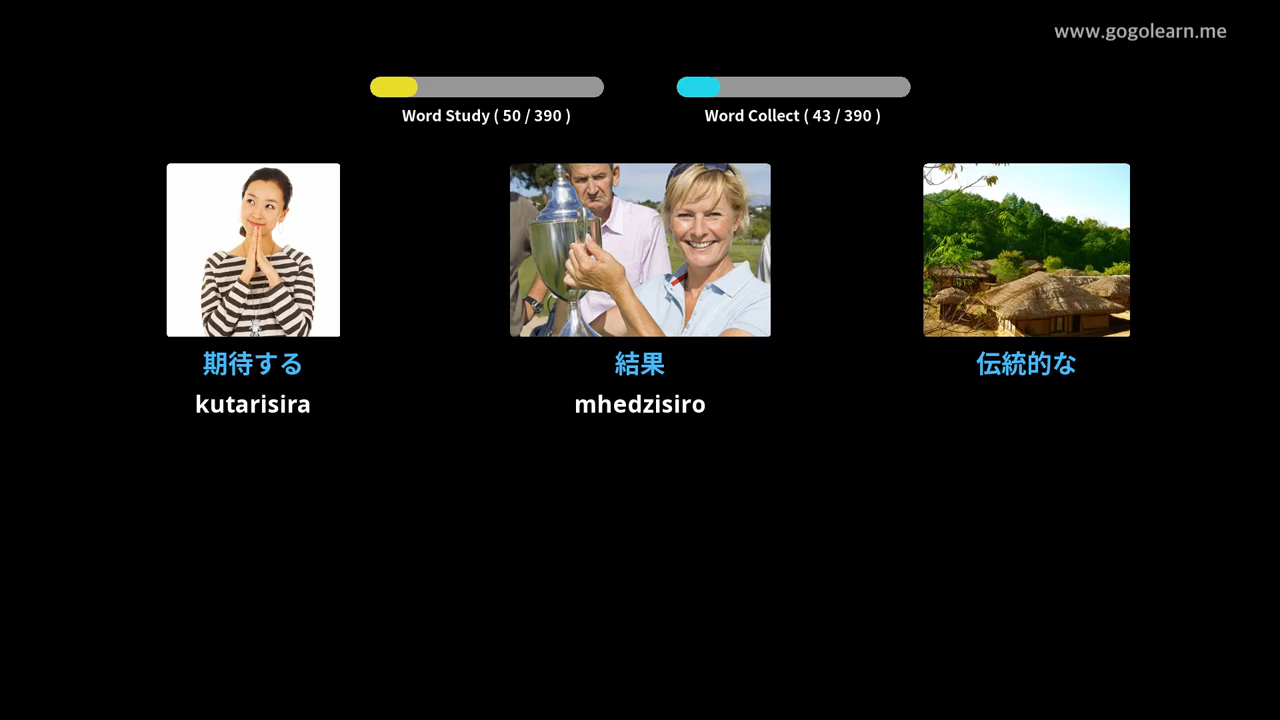 www.gogolearn.me
Word Study ( 50 / 390 )
Word Collect ( 43 / 390 )
期待する
結果
伝統的な
kutarisira
mhedzisiro